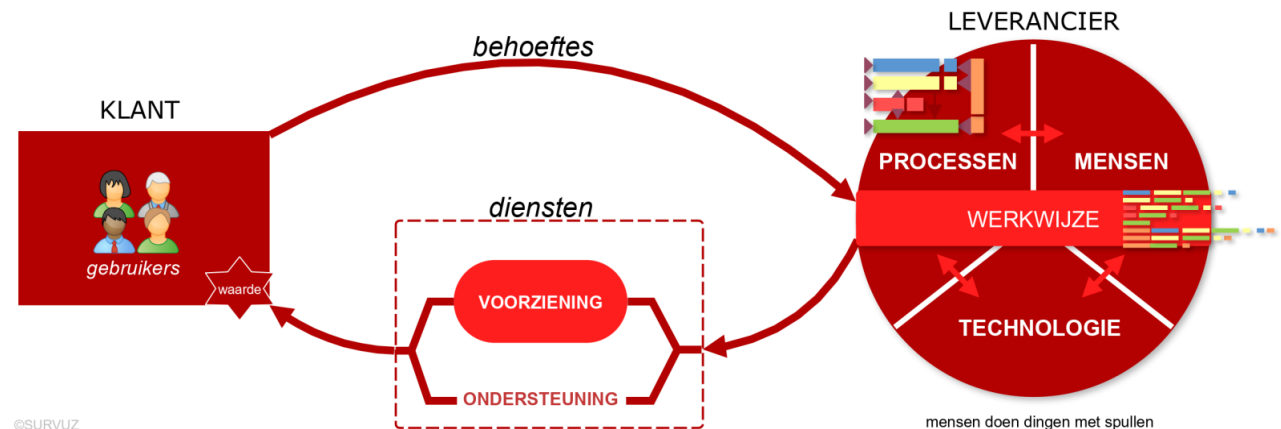 LEVERANCIER
behoeftes
KLANT
PROCESSEN
MENSEN
diensten
WERKWIJZE
gebruikers
waarde
VOORZIENING
TECHNOLOGIE
ONDERSTEUNING
©SURVUZ
mensen doen dingen met spullen